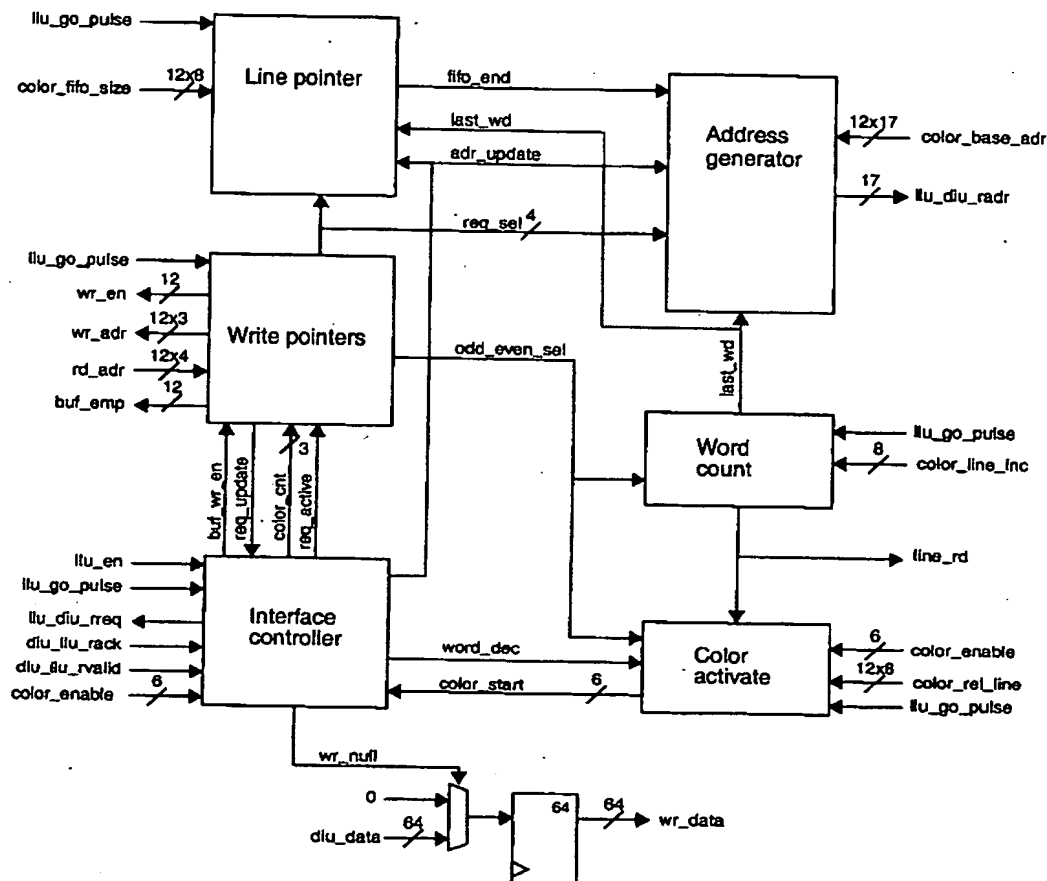 llu_go_pulse
color_fifo_size
12x8
Line pointer
fifo_end
last_wd
adr_update
req_sel
4
Address
generator
12x17
color_base_adr
17
llu_diu_radr
llu_go_pulse
wr_en
12
wr_adr
12x3
rd_adr
12x4
buf_emp
12
Write pointers
odd_even_sel
last_wd
Word
count
llu_go_pulse
8
color_line_inc
buf_wr_en
req_update
color_cnt
3
req_active
line_rd
llu_en
llu_go_pulse
llu_diu_rreq
diu_llu_rack
diu_llu_rvalid
color_enable
6
Interface
controller
word_dec
color_start
6
Color
activate
6
color_enable
12x8
color_rel_line
llu_go_pulse
wr_null
0
diu_data
64
64
64
wr_data